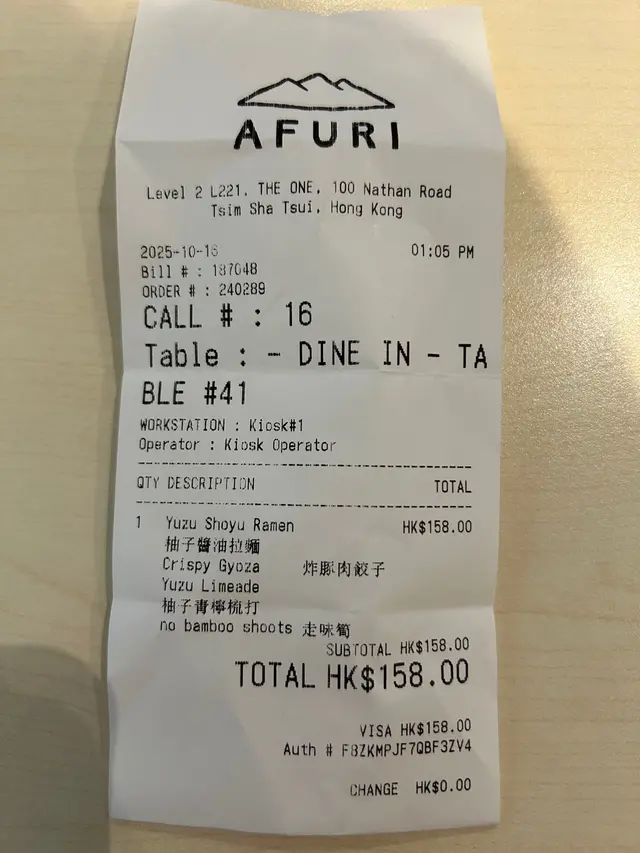 AFURI
Level 2 L221, THE ONE, 100 Nathan Road
Tsim Sha Tsui, Hong Kong
2025-10-16 01:05 PM
Bill # : 187048
ORDER # : 240289
CALL # : 16
Table : - DINE IN - TA
BLE #41
WORKSTATION : Kiosk#1
Operator : Kiosk Operator
QTY DESCRIPTION TOTAL
1 Yuzu Shoyu Ramen HK$158.00
柚子醬油拉麵
Crispy Gyoza 炸豚肉餃子
Yuzu Limeade
柚子青檸梳打
no bamboo shoots 走味筍
SUBTOTAL HK$158.00
TOTAL HK$158.00
VISA HK$158.00
Auth # F8ZKMPJF7QBF3ZV4
CHANGE HK$0.00